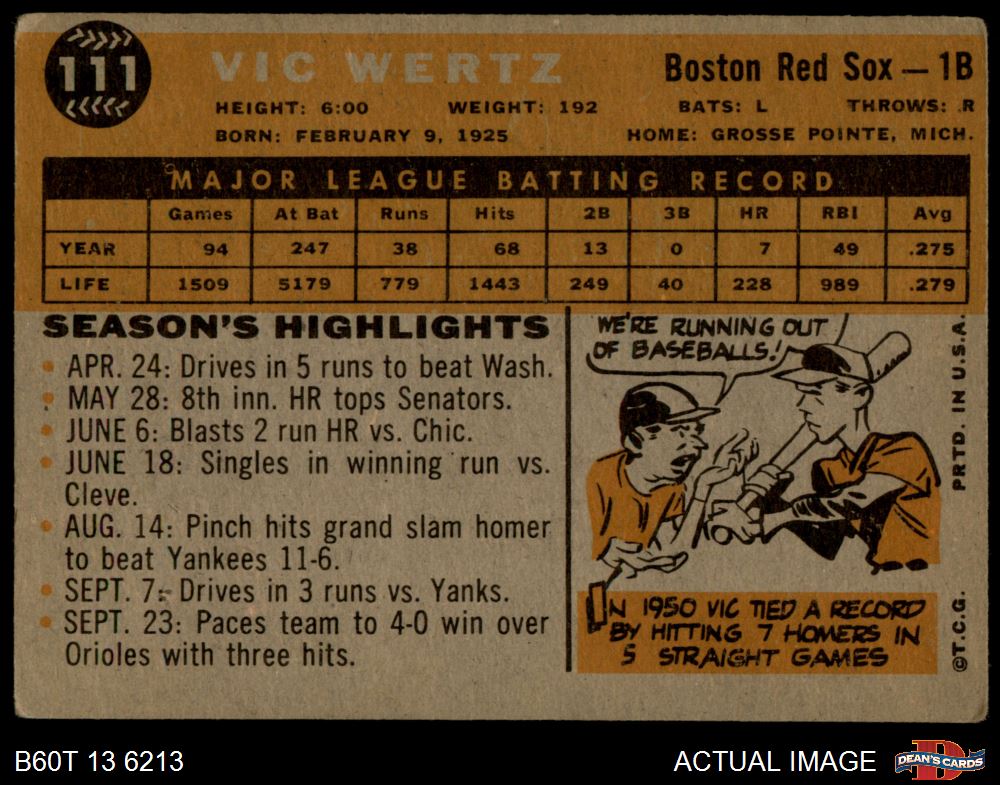 111
VIC WERTZ
Boston Red Sox — 1B
HEIGHT: 6:00 WEIGHT: 192 BATS: L THROWS: R
BORN: FEBRUARY 9, 1925 HOME: GROSSE POINTE, MICH.
MAJOR LEAGUE BATTING RECORD
Games At Bat Runs Hits 2B 3B HR RBI Avg
YEAR 94 247 38 68 13 0 7 49 .275
LIFE 1509 5179 779 1443 249 40 228 989 .279
SEASON'S HIGHLIGHTS
• APR. 24: Drives in 5 runs to beat Wash.
• MAY 28: 8th inn. HR tops Senators.
• JUNE 6: Blasts 2 run HR vs. Chic.
• JUNE 18: Singles in winning run vs.
Cleve.
• AUG. 14: Pinch hits grand slam homer
to beat Yankees 11-6.
• SEPT. 7: Drives in 3 runs vs. Yanks.
• SEPT. 23: Paces team to 4-0 win over
Orioles with three hits.
WE'RE RUNNING OUT
OF BASEBALLS!
IN 1950 VIC TIED A RECORD
BY HITTING 7 HOMERS IN
5 STRAIGHT GAMES
©T.C.G. PRTD. IN U.S.A.
B60T 13 6213
ACTUAL IMAGE
D
DEAN'S CARDS